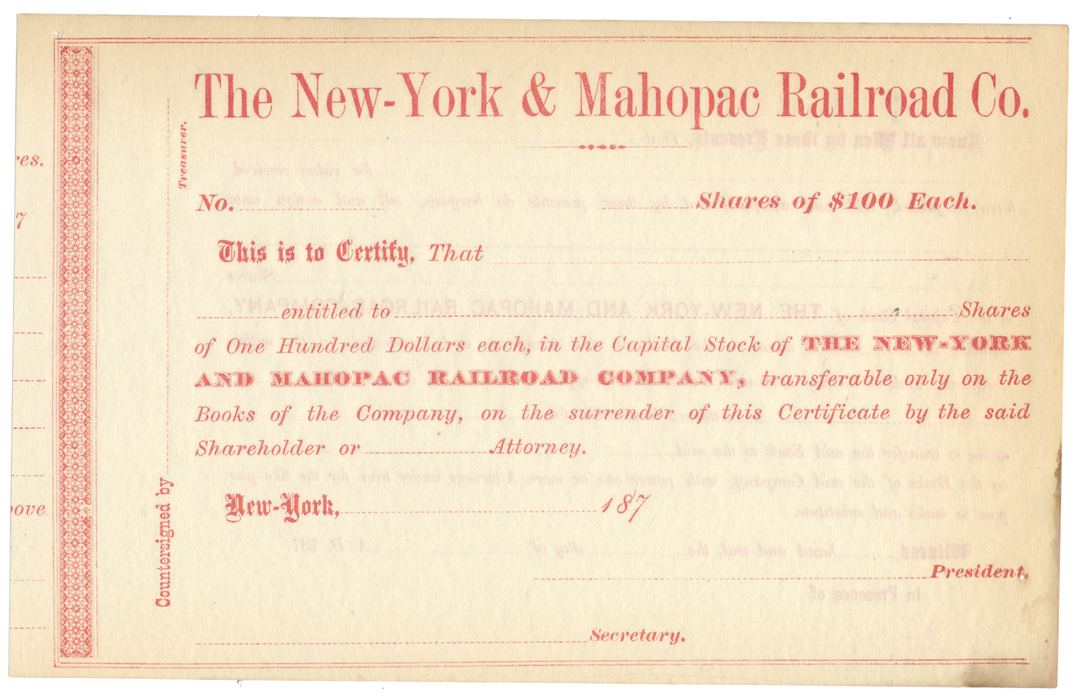 The New-York & Mahopac Railroad Co.
No. Shares of $100 Each.
This is to Certify, That
entitled to Shares
of One Hundred Dollars each, in the Capital Stock of THE NEW-YORK
AND MAHOPAC RAILROAD COMPANY, transferable only on the
Books of the Company, on the surrender of this Certificate by the said
Shareholder or Attorney.
New-York, 187
President,
Secretary.
Countersigned by
Treasurer.
res.
7
ove